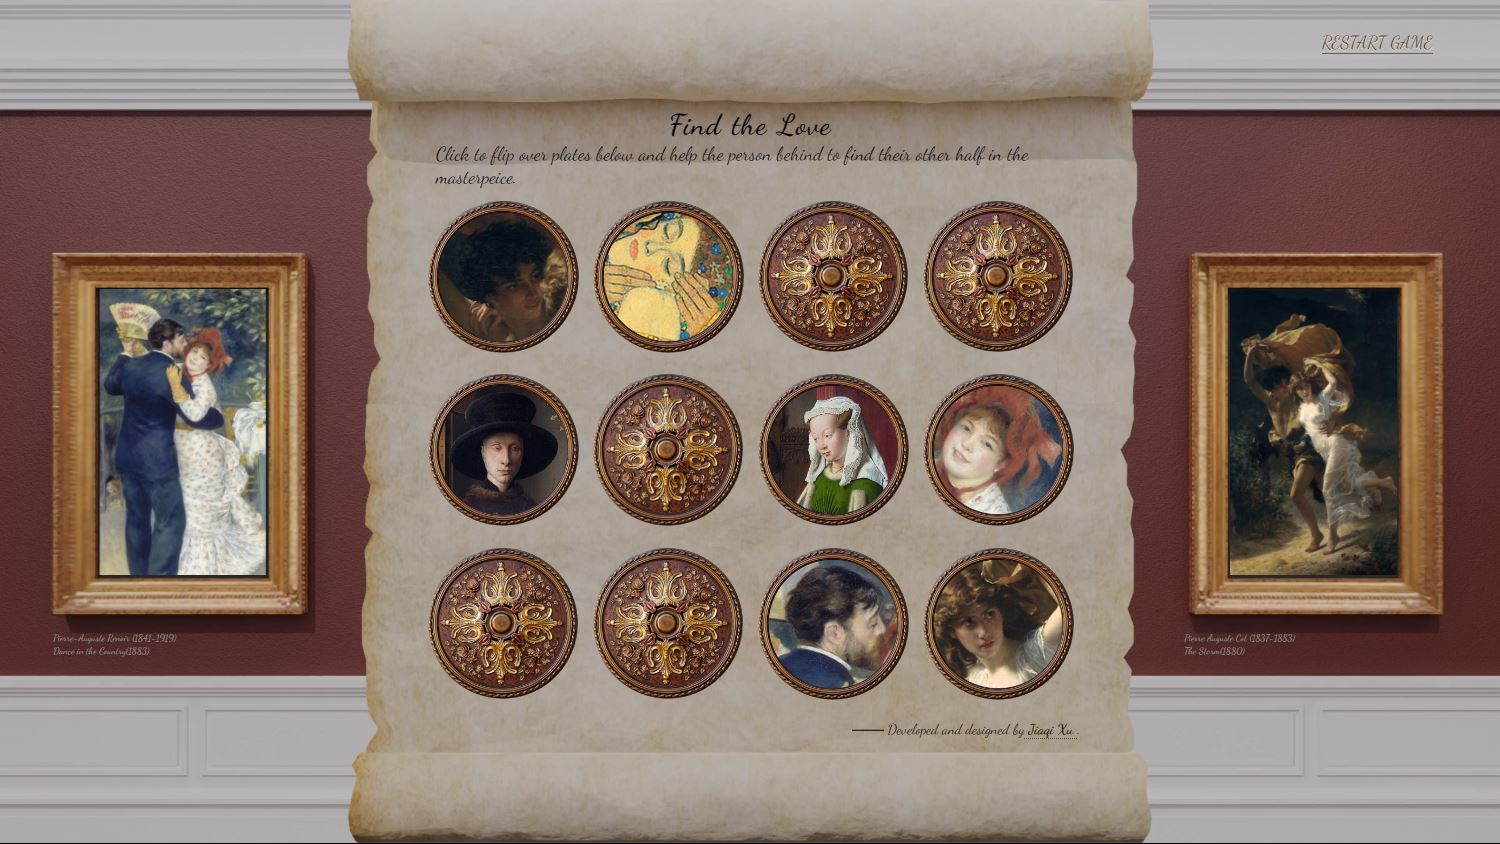 RESTART GAME
Find the Love
Click to flip over plates below and help the person behind to find their other half in the
masterpeice.
Pierre-Auguste Renoir (1841-1919)
Dance in the Country(1883)
Pierre Auguste Cot (1837-1883)
The Storm(1880)
Developed and designed by Jiaqi Xu .